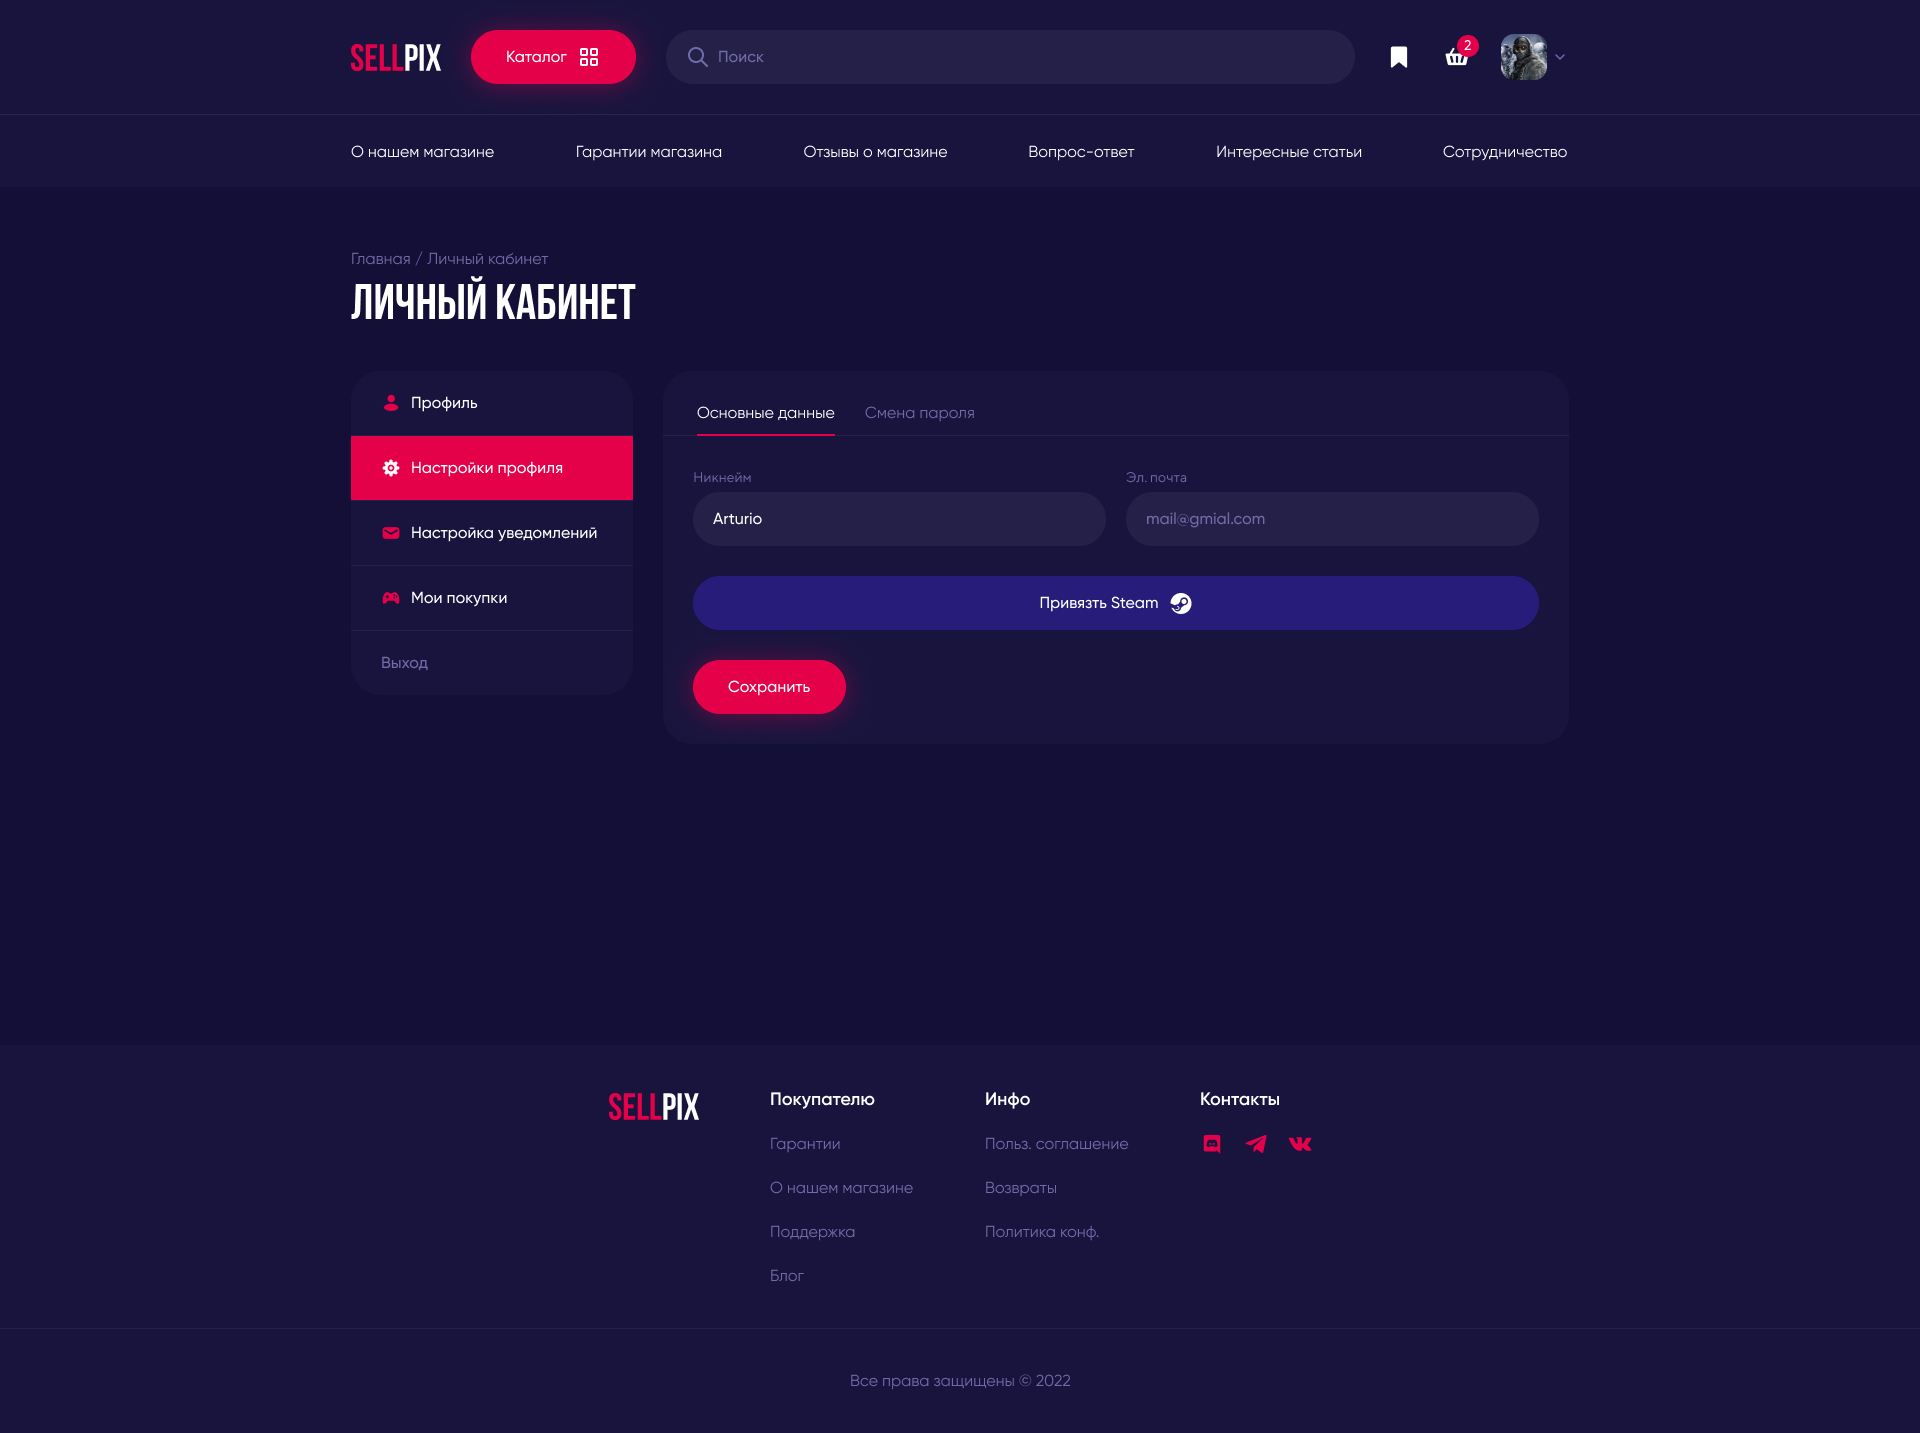 SELLPIX
Каталог
Поиск
2
О нашем магазине
Гарантии магазина
Отзывы о магазине
Вопрос-ответ
Интересные статьи
Сотрудничество
Главная / Личный кабинет
ЛИЧНЫЙ КАБИНЕТ
Профиль
Настройки профиля
Настройка уведомлений
Мои покупки
Выход
Основные данные
Смена пароля
Никнейм
Эл. почта
Arturio
mail@gmial.com
Привязть Steam
Сохранить
SELLPIX
Покупателю
Гарантии
О нашем магазине
Поддержка
Блог
Инфо
Польз. соглашение
Возвраты
Политика конф.
Контакты
Все права защищены © 2022